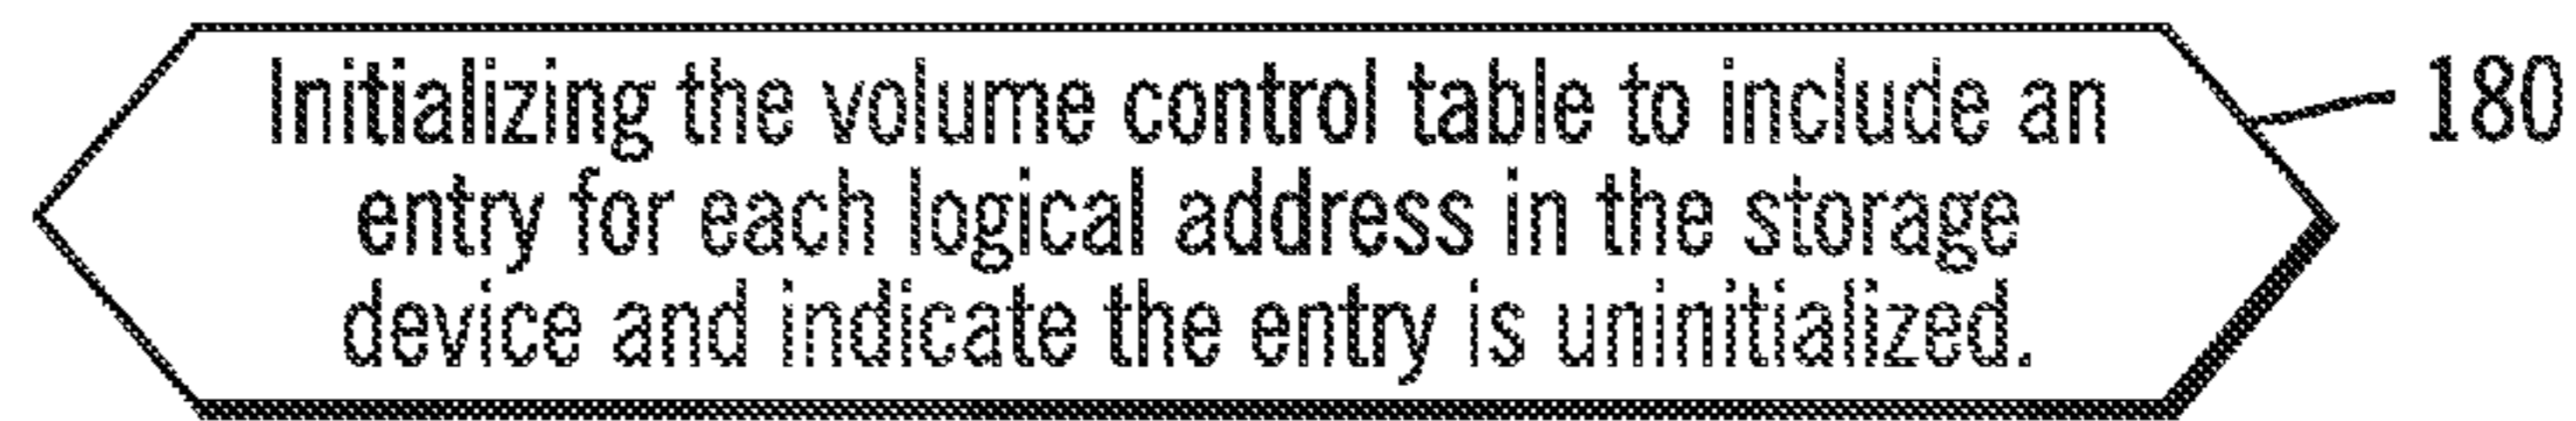 Initializing the volume control table to include an
180
entry for each logical address in the storage
device and indicate the entry is uninitialized.